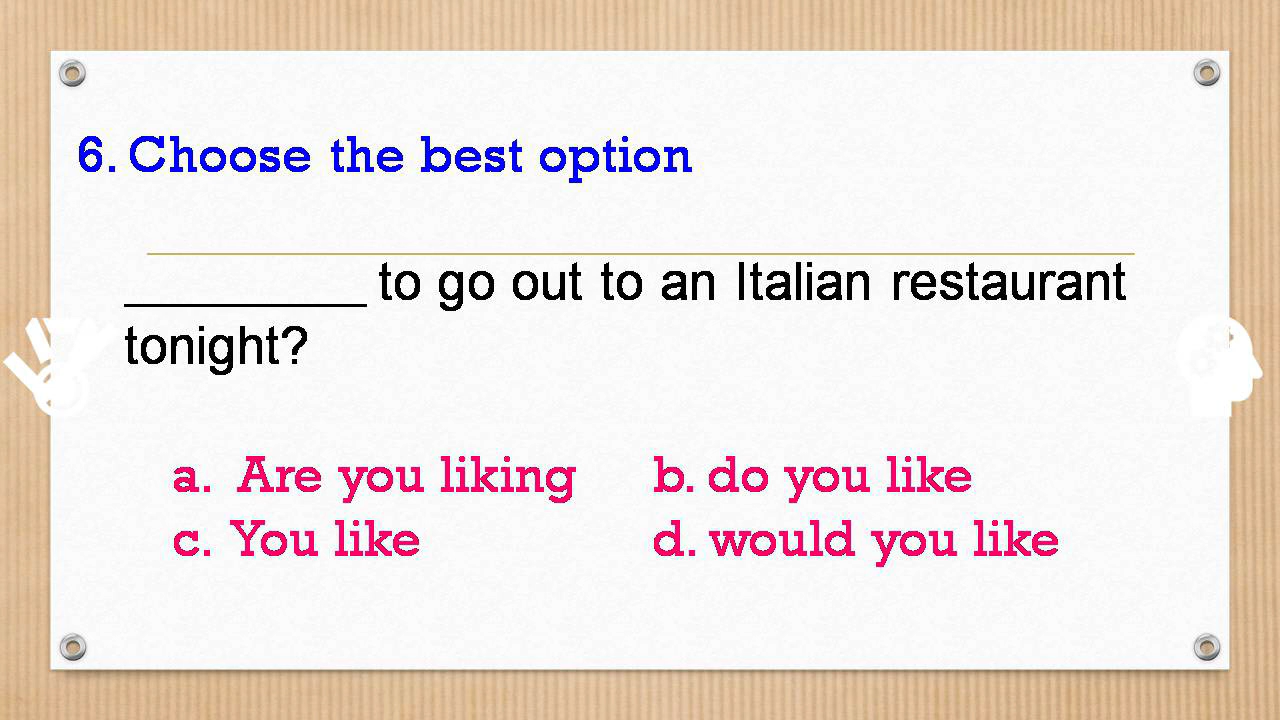 6. Choose the best option
_________ to go out to an Italian restaurant
tonight?
a. Are you liking b. do you like
c. You like d. would you like